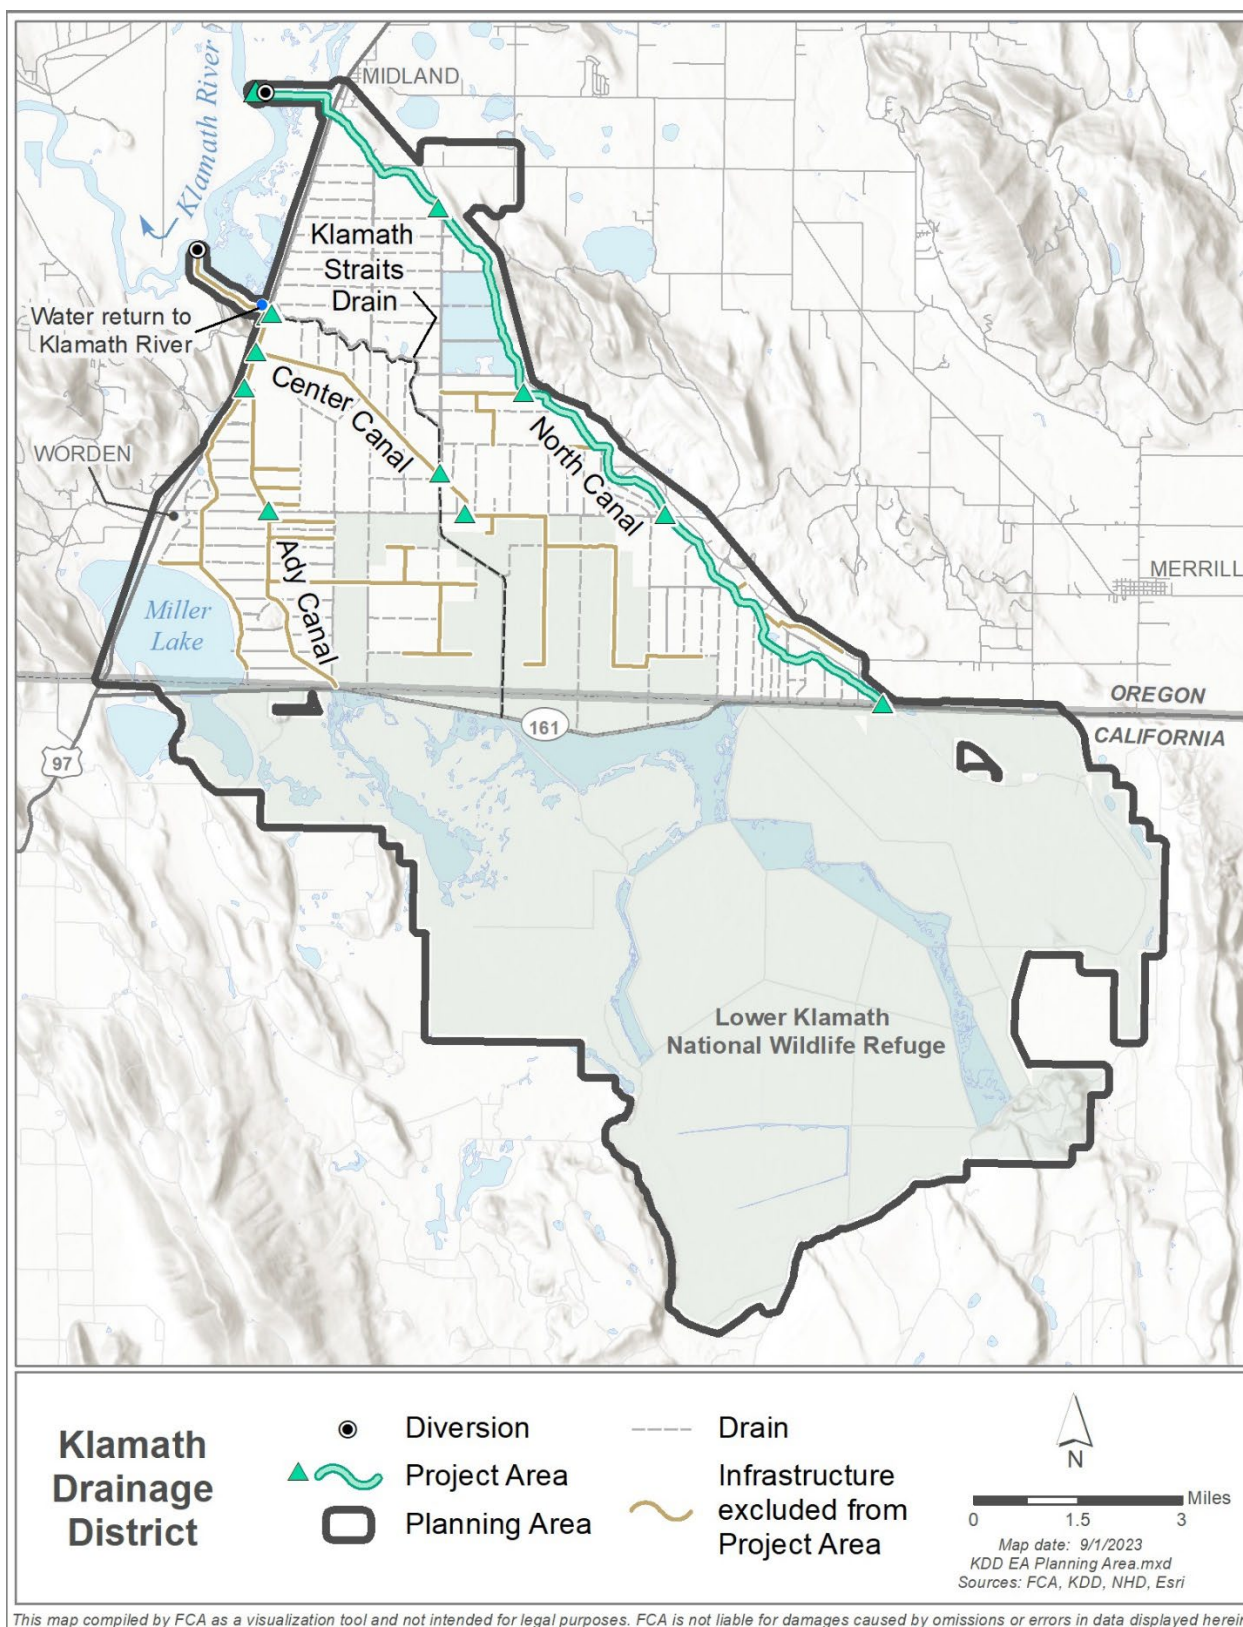 MIDLAND
Klamath River
Klamath
Straits
Drain
Water return to
Klamath River
Center Canal
North Canal
WORDEN
Ady Canal
MERRILL
Miller
Lake
OREGON
CALIFORNIA
161
97
Lower Klamath
National Wildlife Refuge
Klamath
Drainage
District
Diversion
Project Area
Planning Area
Drain
Infrastructure
excluded from
Project Area
N
Miles
0 1.5 3
Map date: 9/1/2023
KDD EA Planning Area.mxd
Sources: FCA, KDD, NHD, Esri
This map compiled by FCA as a visualization tool and not intended for legal purposes. FCA is not liable for damages caused by omissions or errors in data displayed herein